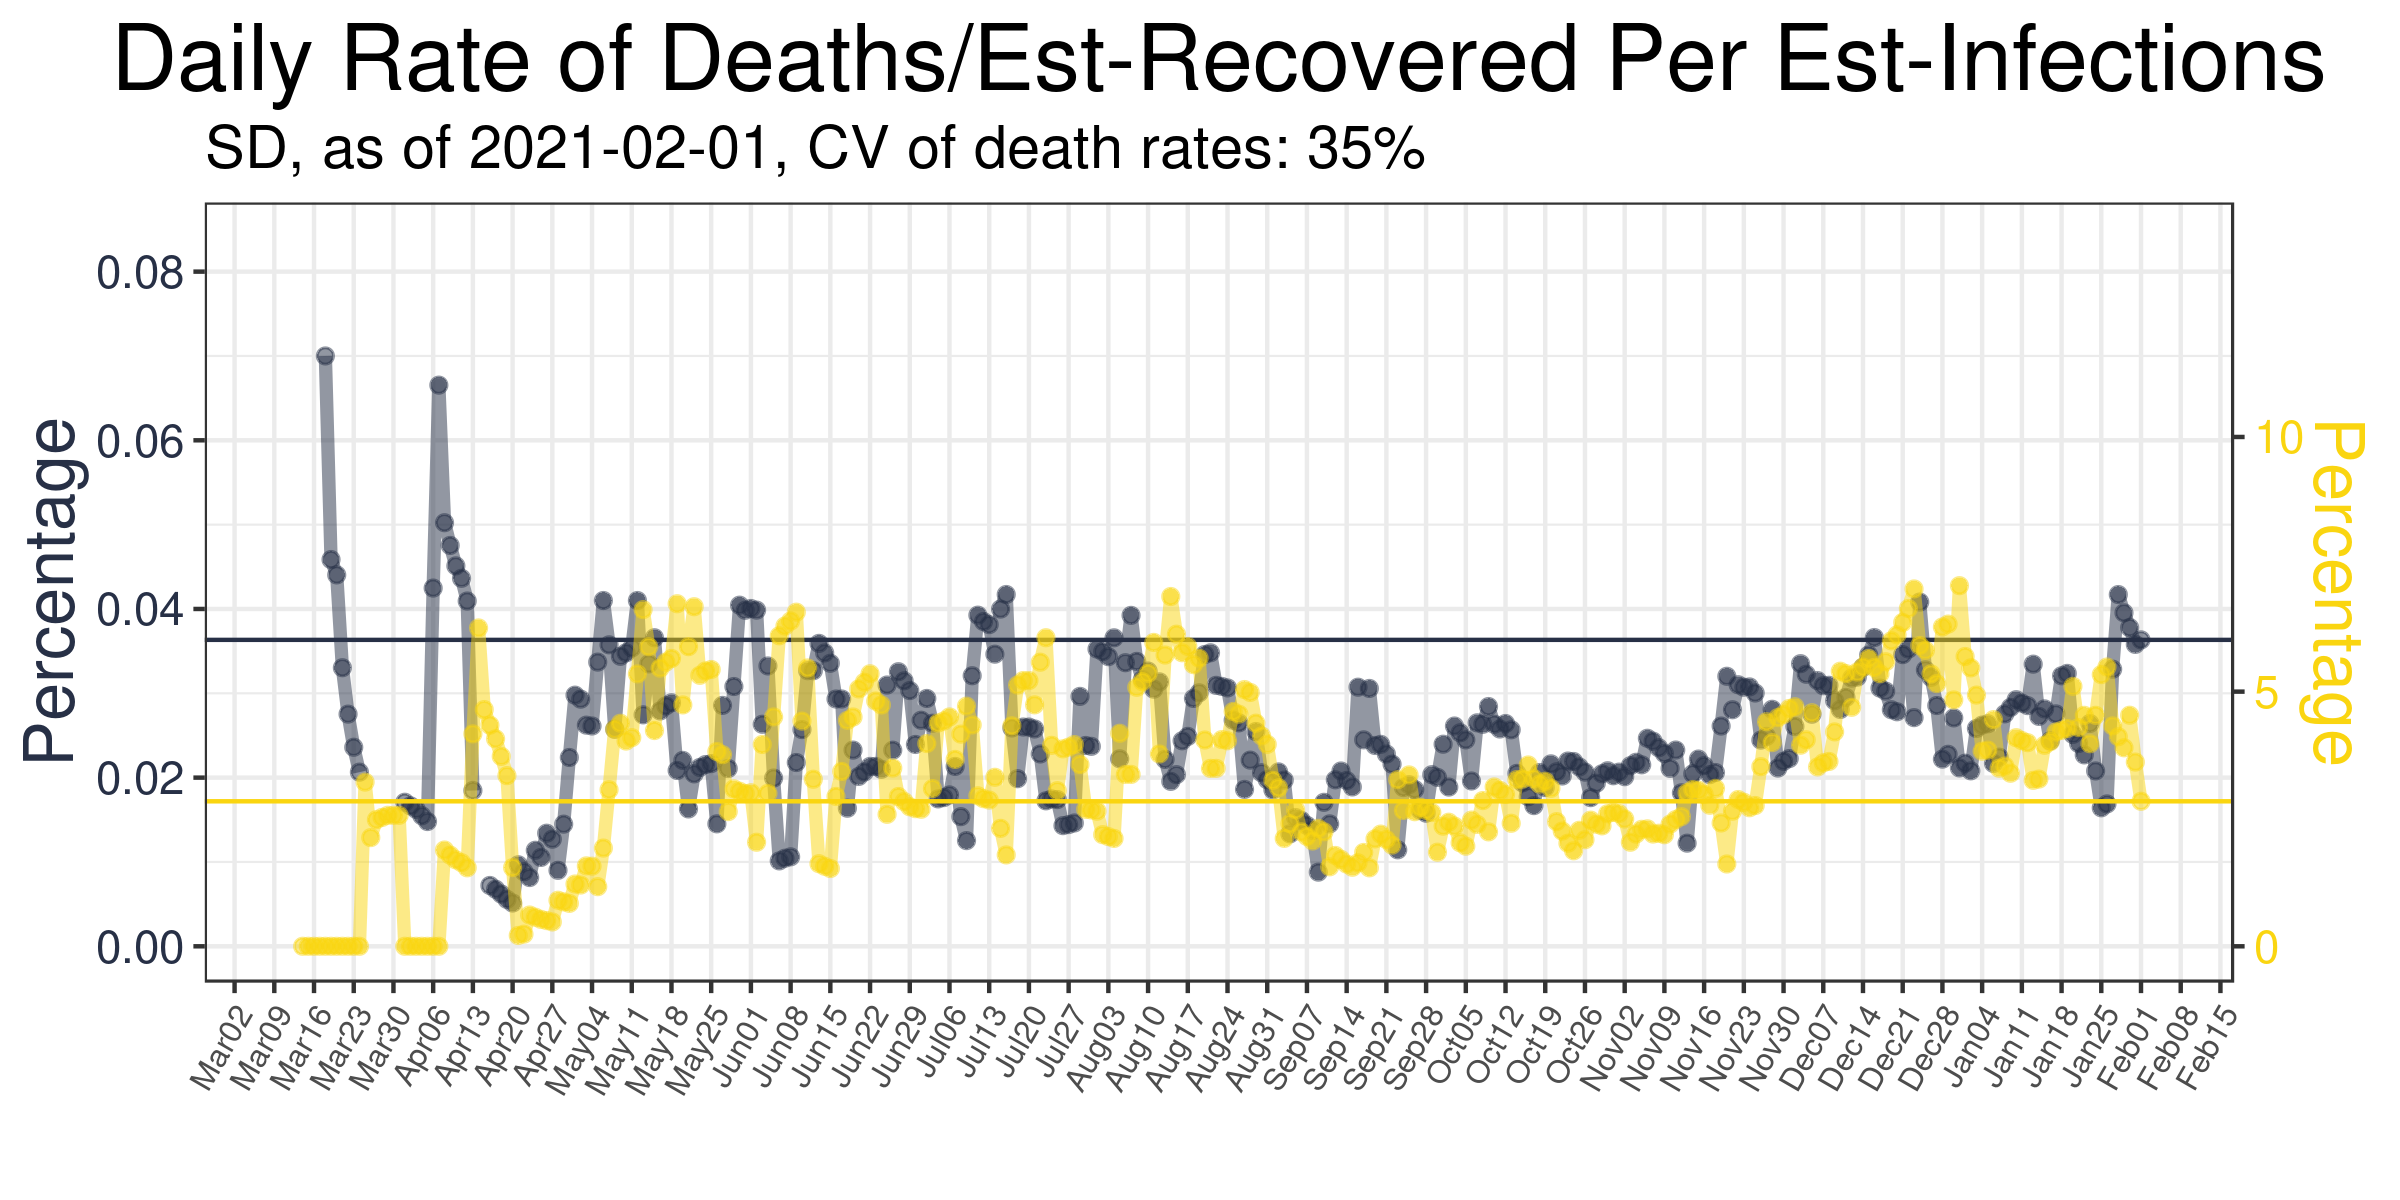 Daily Rate of Deaths/Est-Recovered Per Est-Infections
SD, as of 2021-02-01, CV of death rates: 35%
Percentage
0.08
0.06
0.04
0.02
0.00
Percentage
10
5
0
Mar02
Mar09
Mar16
Mar23
Mar30
Apr06
Apr13
Apr20
Apr27
May04
May11
May18
May25
Jun01
Jun08
Jun15
Jun22
Jun29
Jul06
Jul13
Jul20
Jul27
Aug03
Aug10
Aug17
Aug24
Aug31
Sep07
Sep14
Sep21
Sep28
Oct05
Oct12
Oct19
Oct26
Nov02
Nov09
Nov16
Nov23
Nov30
Dec07
Dec14
Dec21
Dec28
Jan04
Jan11
Jan18
Jan25
Feb01
Feb08
Feb15